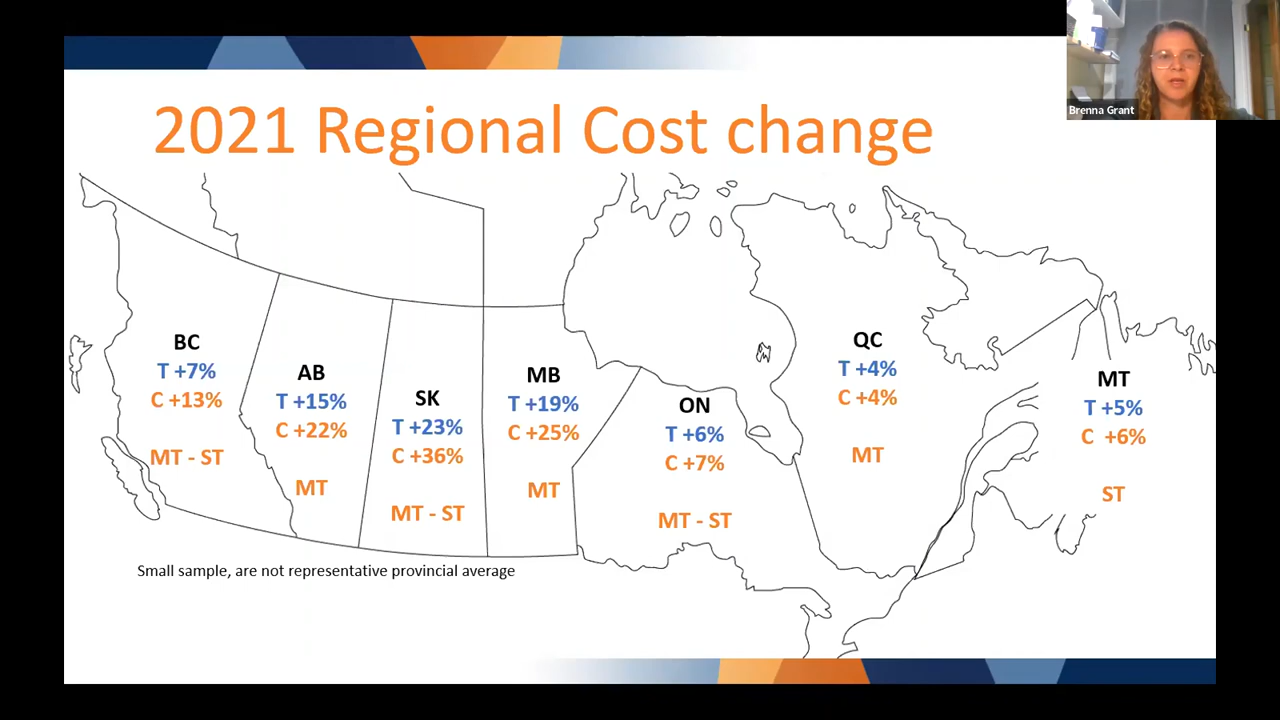 Brenna Grant
2021 Regional Cost change
BC
T +7%
C +13%
MT - ST
AB
T +15%
C +22%
MT
SK
T +23%
C +36%
MT - ST
MB
T +19%
C +25%
MT
ON
T +6%
C +7%
MT - ST
QC
T +4%
C +4%
MT
MT
T +5%
C +6%
ST
Small sample, are not representative provincial average